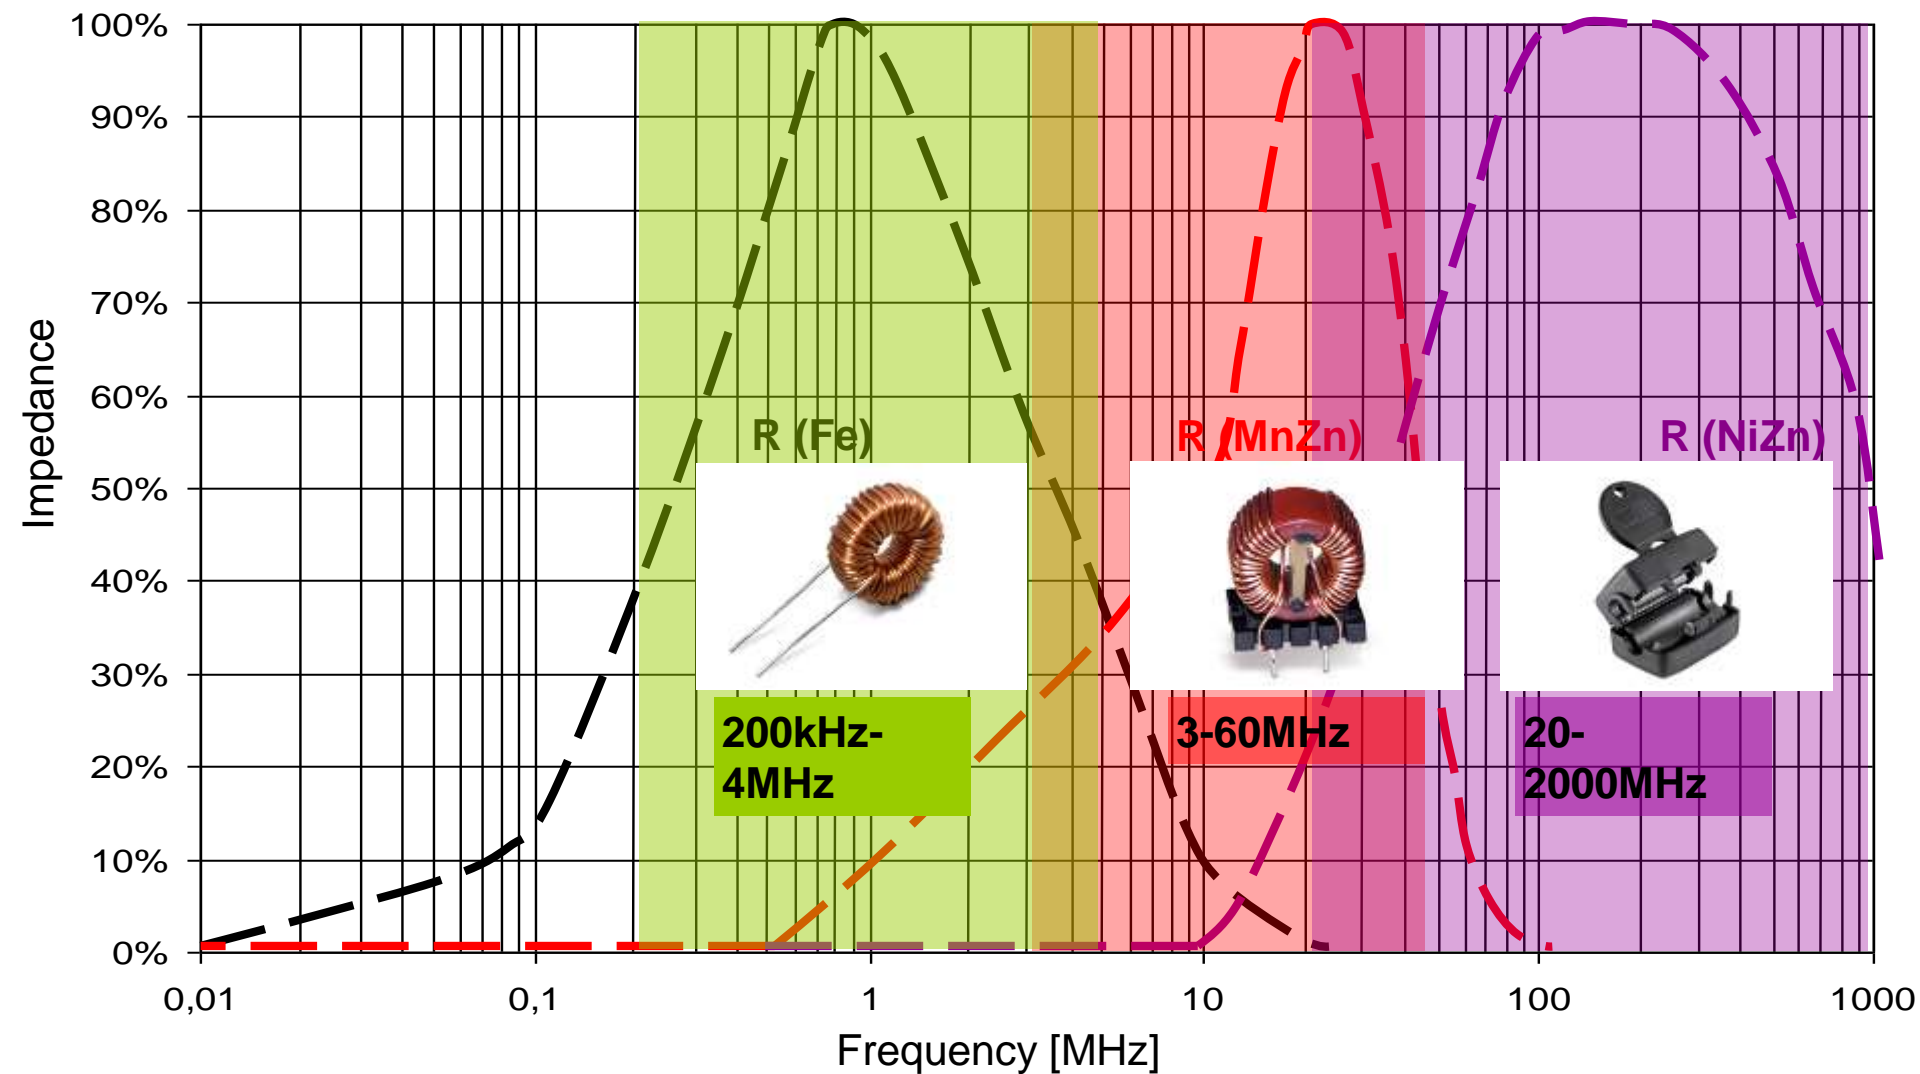 100%
90%
80%
70%
60%
50%
40%
30%
20%
10%
0%
Impedance
R (Fe)
R (MnZn)
R (NiZn)
200kHz-
4MHz
3-60MHz
20-
2000MHz
0,01
0,1
1
10
100
1000
Frequency [MHz]